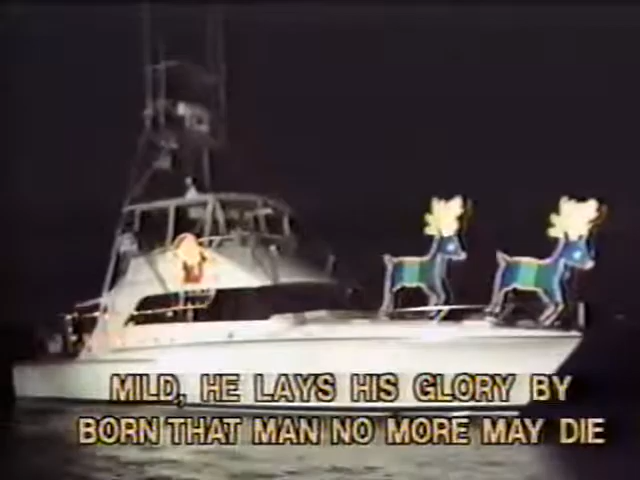 MILD, HE LAYS HIS GLORY BY
BORN THAT MAN NO MORE MAY DIE